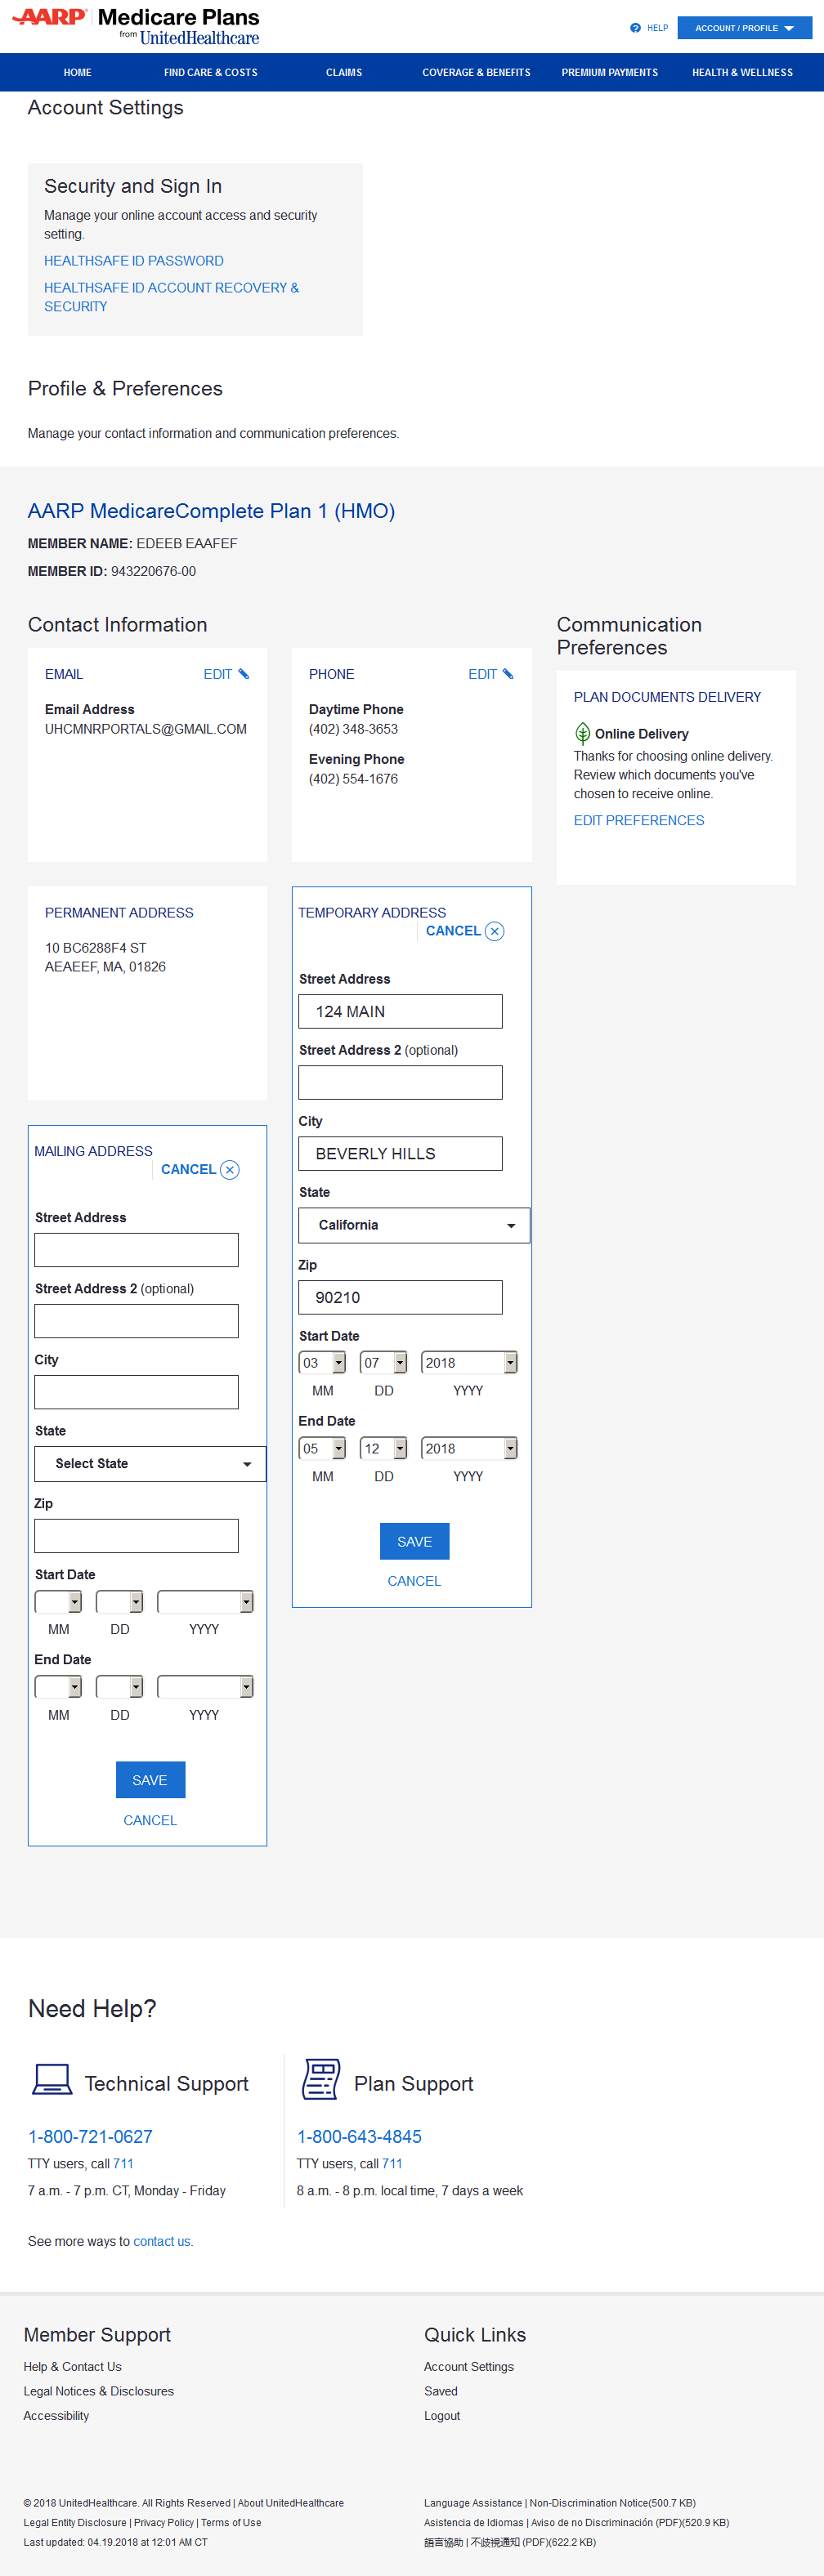 AARP Medicare Plans
from UnitedHealthcare
HELP
ACCOUNT / PROFILE
HOME FIND CARE & COSTS CLAIMS COVERAGE & BENEFITS PREMIUM PAYMENTS HEALTH & WELLNESS
Account Settings
Security and Sign In
Manage your online account access and security
setting.
HEALTHSAFE ID PASSWORD
HEALTHSAFE ID ACCOUNT RECOVERY &
SECURITY
Profile & Preferences
Manage your contact information and communication preferences.
AARP MedicareComplete Plan 1 (HMO)
MEMBER NAME: EDEEB EAAFEF
MEMBER ID: 943220676-00
Contact Information
EMAIL EDIT
Email Address
UHCMNRPORTALS@GMAIL.COM
PHONE EDIT
Daytime Phone
(402) 348-3653
Evening Phone
(402) 554-1676
Communication
Preferences
PLAN DOCUMENTS DELIVERY
Online Delivery
Thanks for choosing online delivery.
Review which documents you've
chosen to receive online.
EDIT PREFERENCES
PERMANENT ADDRESS
10 BC6288F4 ST
AEAEEF, MA, 01826
TEMPORARY ADDRESS
CANCEL
Street Address
124 MAIN
Street Address 2 (optional)
City
BEVERLY HILLS
State
California
Zip
90210
Start Date
03 07 2018
MM DD YYYY
End Date
05 12 2018
MM DD YYYY
SAVE
CANCEL
MAILING ADDRESS
CANCEL
Street Address
Street Address 2 (optional)
City
State
Select State
Zip
Start Date
MM DD YYYY
End Date
MM DD YYYY
SAVE
CANCEL
Need Help?
Technical Support
1-800-721-0627
TTY users, call 711
7 a.m. - 7 p.m. CT, Monday - Friday
Plan Support
1-800-643-4845
TTY users, call 711
8 a.m. - 8 p.m. local time, 7 days a week
See more ways to contact us.
Member Support
Help & Contact Us
Legal Notices & Disclosures
Accessibility
Quick Links
Account Settings
Saved
Logout
© 2018 UnitedHealthcare. All Rights Reserved | About UnitedHealthcare
Legal Entity Disclosure | Privacy Policy | Terms of Use
Last updated: 04.19.2018 at 12:01 AM CT
Language Assistance | Non-Discrimination Notice(500.7 KB)
Asistencia de Idiomas | Aviso de no Discriminación (PDF)(520.9 KB)
語言協助 | 不歧視通知 (PDF)(622.2 KB)